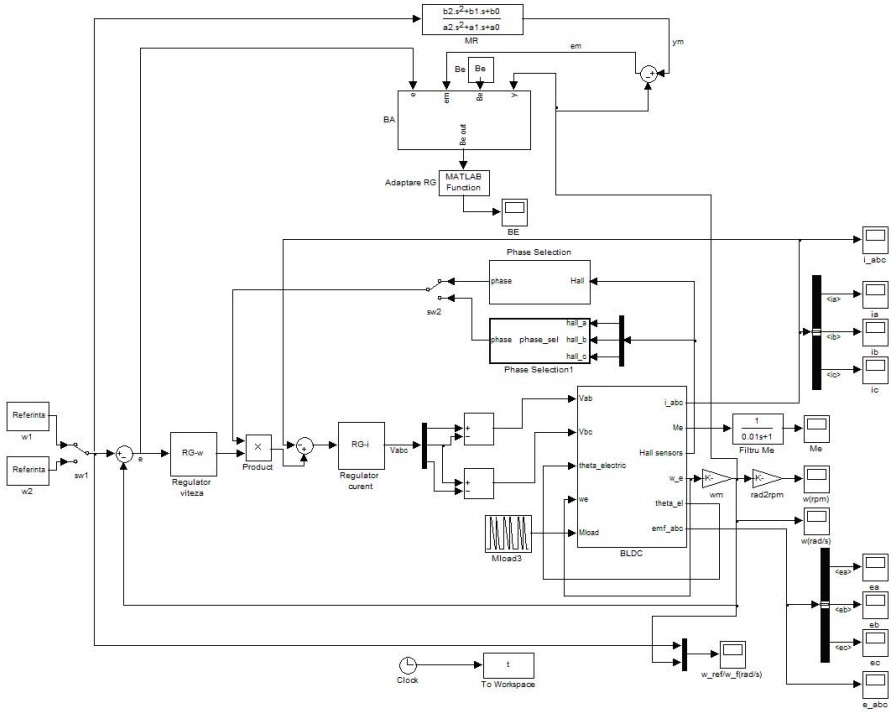 b2.s²+b1.s+b0
a2.s²+a1.s+a0
MR
ym
em
Be
Be
e
em
Be
y
BA
Be out
Adaptare RG
MATLAB
Function
BE
Phase Selection
phase
Hall
i_abc
sw2
hall_a
phase
phase_sel
hall_b
hall_c
Phase Selection1
<ia>
ia
<ib>
ib
<ic>
ic
Referinta
w1
Referinta
w2
sw1
e
RG-w
Regulator
viteza
×
Product
RG-i
Regulator
curent
Vabc
Vab
Vbc
theta_electric
we
Mload
i_abc
Me
Hall sensors
w_e
theta_el
emf_abc
BLDC
Mload3
1
0.01s+1
Filtru Me
Me
-K-
wm
-K-
rad2rpm
w(rpm)
w(rad/s)
<ea>
ea
<eb>
eb
<ec>
ec
e_abc
w_ref/w_f(rad/s)
Clock
t
To Workspace